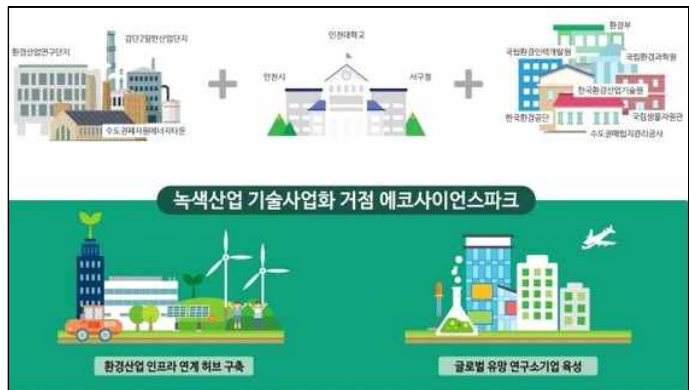 환경산업연구단지
검단2일반산업단지
수도권폐자원에너지타운
인천대학교
인천시
서구청
환경부
국립환경인력개발원
국립환경과학원
한국환경산업기술원
한국환경공단
국립생물자원관
수도권매립지관리공사
녹색산업 기술사업화 거점 에코사이언스파크
환경산업 인프라 연계 허브 구축
글로벌 유망 연구소기업 육성